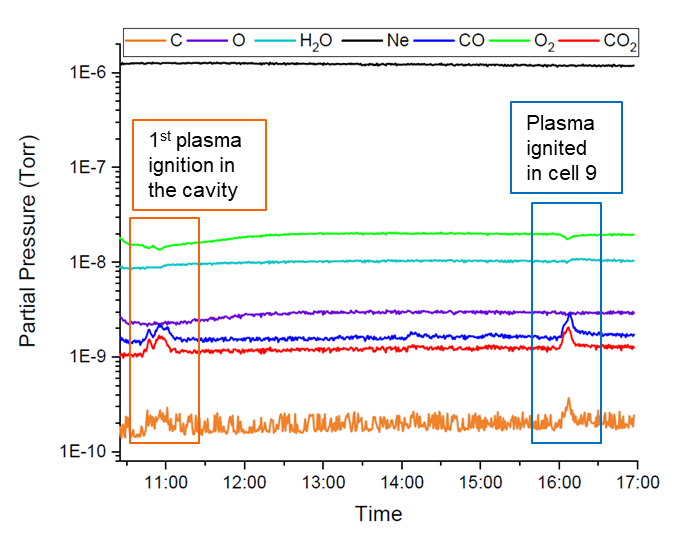 C O H₂O Ne CO O₂ CO₂
1E-6
1st plasma
ignition in
the cavity
Plasma
ignited
in cell 9
1E-7
1E-8
1E-9
1E-10
Partial Pressure (Torr)
11:00 12:00 13:00 14:00 15:00 16:00 17:00
Time